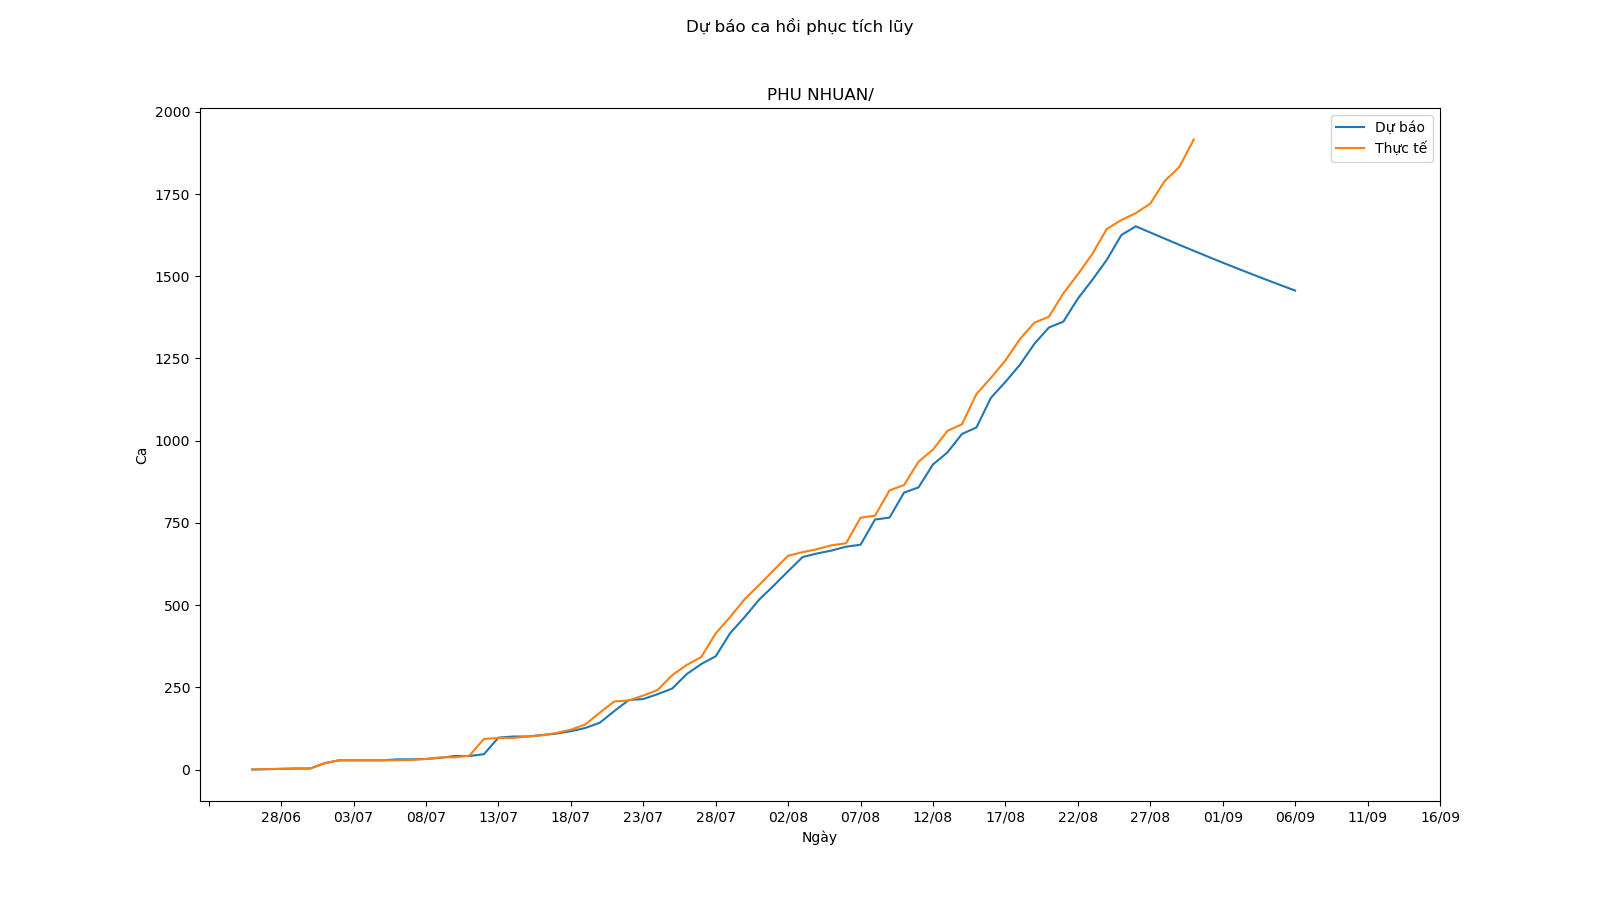 Dự báo ca hồi phục tích lũy
PHU NHUAN/
2000
1750
1500
1250
1000
750
500
250
0
Ca
Dự báo
Thực tế
28/06 03/07 08/07 13/07 18/07 23/07 28/07 02/08 07/08 12/08 17/08 22/08 27/08 01/09 06/09 11/09 16/09
Ngày